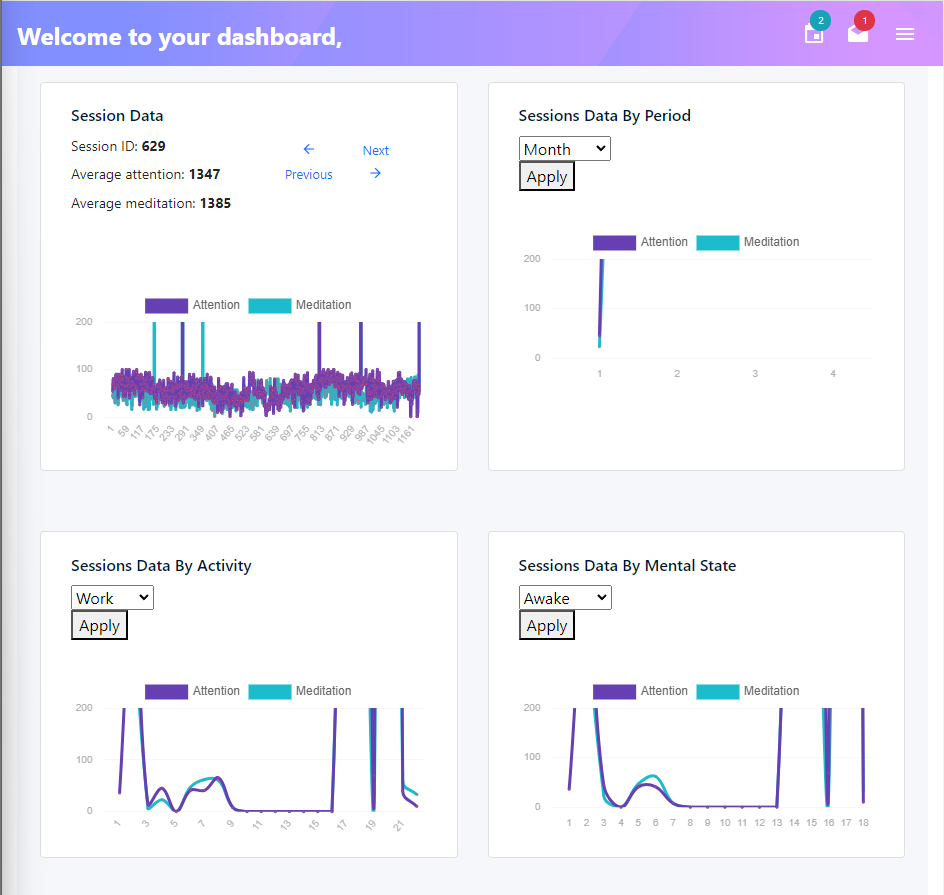 Welcome to your dashboard,
2
1
Session Data
Session ID: 629
Average attention: 1347
Average meditation: 1385
Next
Previous
Attention Meditation
200
100
0
1 59 117 175 233 291 349 407 465 523 581 639 697 755 813 871 929 987 1045 1103 1161
Sessions Data By Period
Month
Apply
Attention Meditation
200
100
0
1 2 3 4
Sessions Data By Activity
Work
Apply
Attention Meditation
200
100
0
1 3 5 7 9 11 13 15 17 19 21
Sessions Data By Mental State
Awake
Apply
Attention Meditation
200
100
0
1 2 3 4 5 6 7 8 9 10 11 12 13 14 15 16 17 18